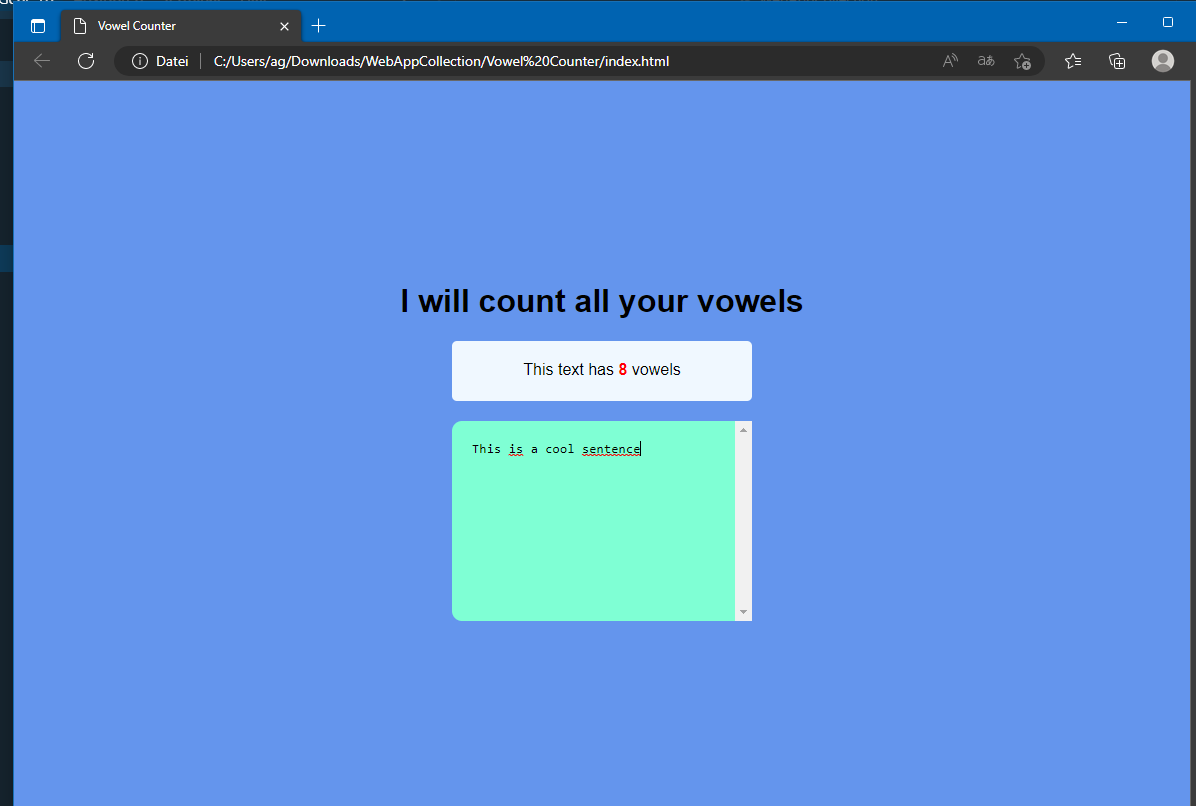 Vowel Counter
Datei C:/Users/ag/Downloads/WebAppCollection/Vowel%20Counter/index.html
I will count all your vowels
This text has 8 vowels
This is a cool sentence